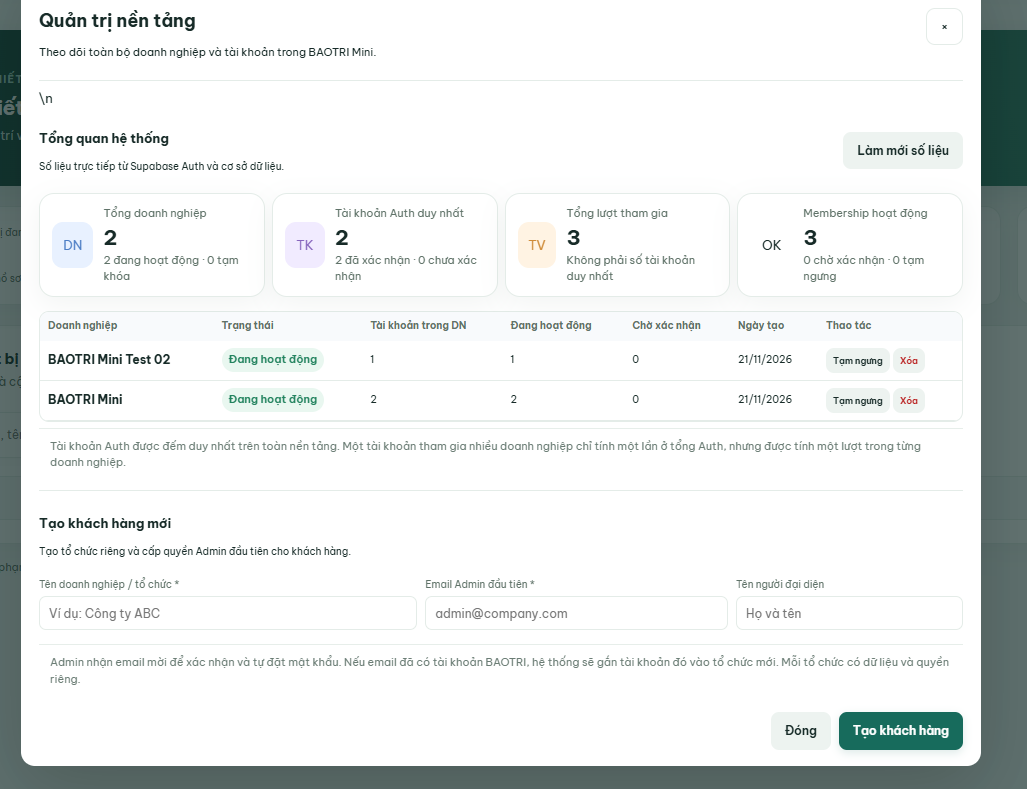 Quản trị nền tảng
×
Theo dõi toàn bộ doanh nghiệp và tài khoản trong BAOTRI Mini.
\n
Tổng quan hệ thống
Số liệu trực tiếp từ Supabase Auth và cơ sở dữ liệu.
Làm mới số liệu
DN
Tổng doanh nghiệp
2
2 đang hoạt động · 0 tạm
khóa
TK
Tài khoản Auth duy nhất
2
2 đã xác nhận · 0 chưa xác
nhận
TV
Tổng lượt tham gia
3
Không phải số tài khoản
duy nhất
OK
Membership hoạt động
3
0 chờ xác nhận · 0 tạm
ngưng
Doanh nghiệp Trạng thái Tài khoản trong DN Đang hoạt động Chờ xác nhận Ngày tạo Thao tác
BAOTRI Mini Test 02 Đang hoạt động 1 1 0 21/11/2026 Tạm ngưng Xóa
BAOTRI Mini Đang hoạt động 2 2 0 21/11/2026 Tạm ngưng Xóa
Tài khoản Auth được đếm duy nhất trên toàn nền tảng. Một tài khoản tham gia nhiều doanh nghiệp chỉ tính một lần ở tổng Auth, nhưng được tính một lượt trong từng
doanh nghiệp.
Tạo khách hàng mới
Tạo tổ chức riêng và cấp quyền Admin đầu tiên cho khách hàng.
Tên doanh nghiệp / tổ chức * Email Admin đầu tiên * Tên người đại diện
Ví dụ: Công ty ABC admin@company.com Họ và tên
Admin nhận email mời để xác nhận và tự đặt mật khẩu. Nếu email đã có tài khoản BAOTRI, hệ thống sẽ gắn tài khoản đó vào tổ chức mới. Mỗi tổ chức có dữ liệu và quyền
riêng.
Đóng Tạo khách hàng